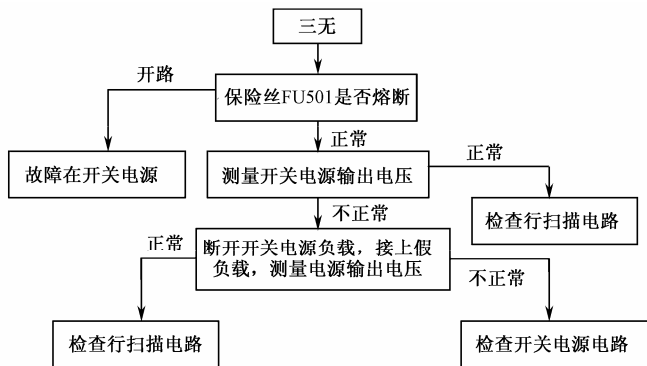 三无
开路
保险丝FU501是否熔断
正常
故障在开关电源
测量开关电源输出电压
正常
不正常
检查行扫描电路
正常
断开开关电源负载，接上假
负载，测量电源输出电压
不正常
检查行扫描电路
检查开关电源电路